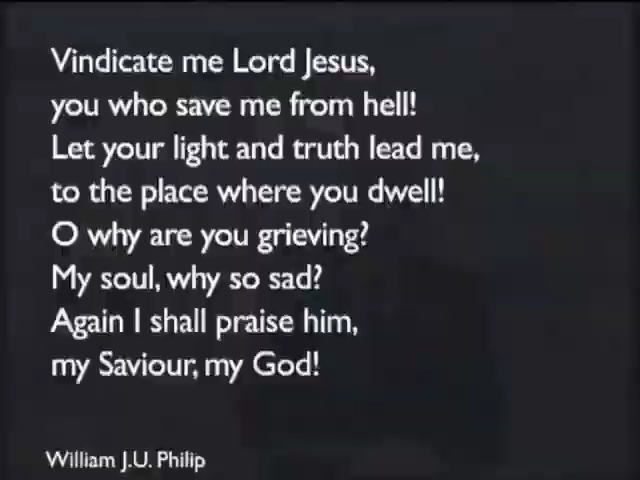 Vindicate me Lord Jesus,
you who save me from hell!
Let your light and truth lead me,
to the place where you dwell!
O why are you grieving?
My soul, why so sad?
Again I shall praise him,
my Saviour, my God!
William J.U. Philip